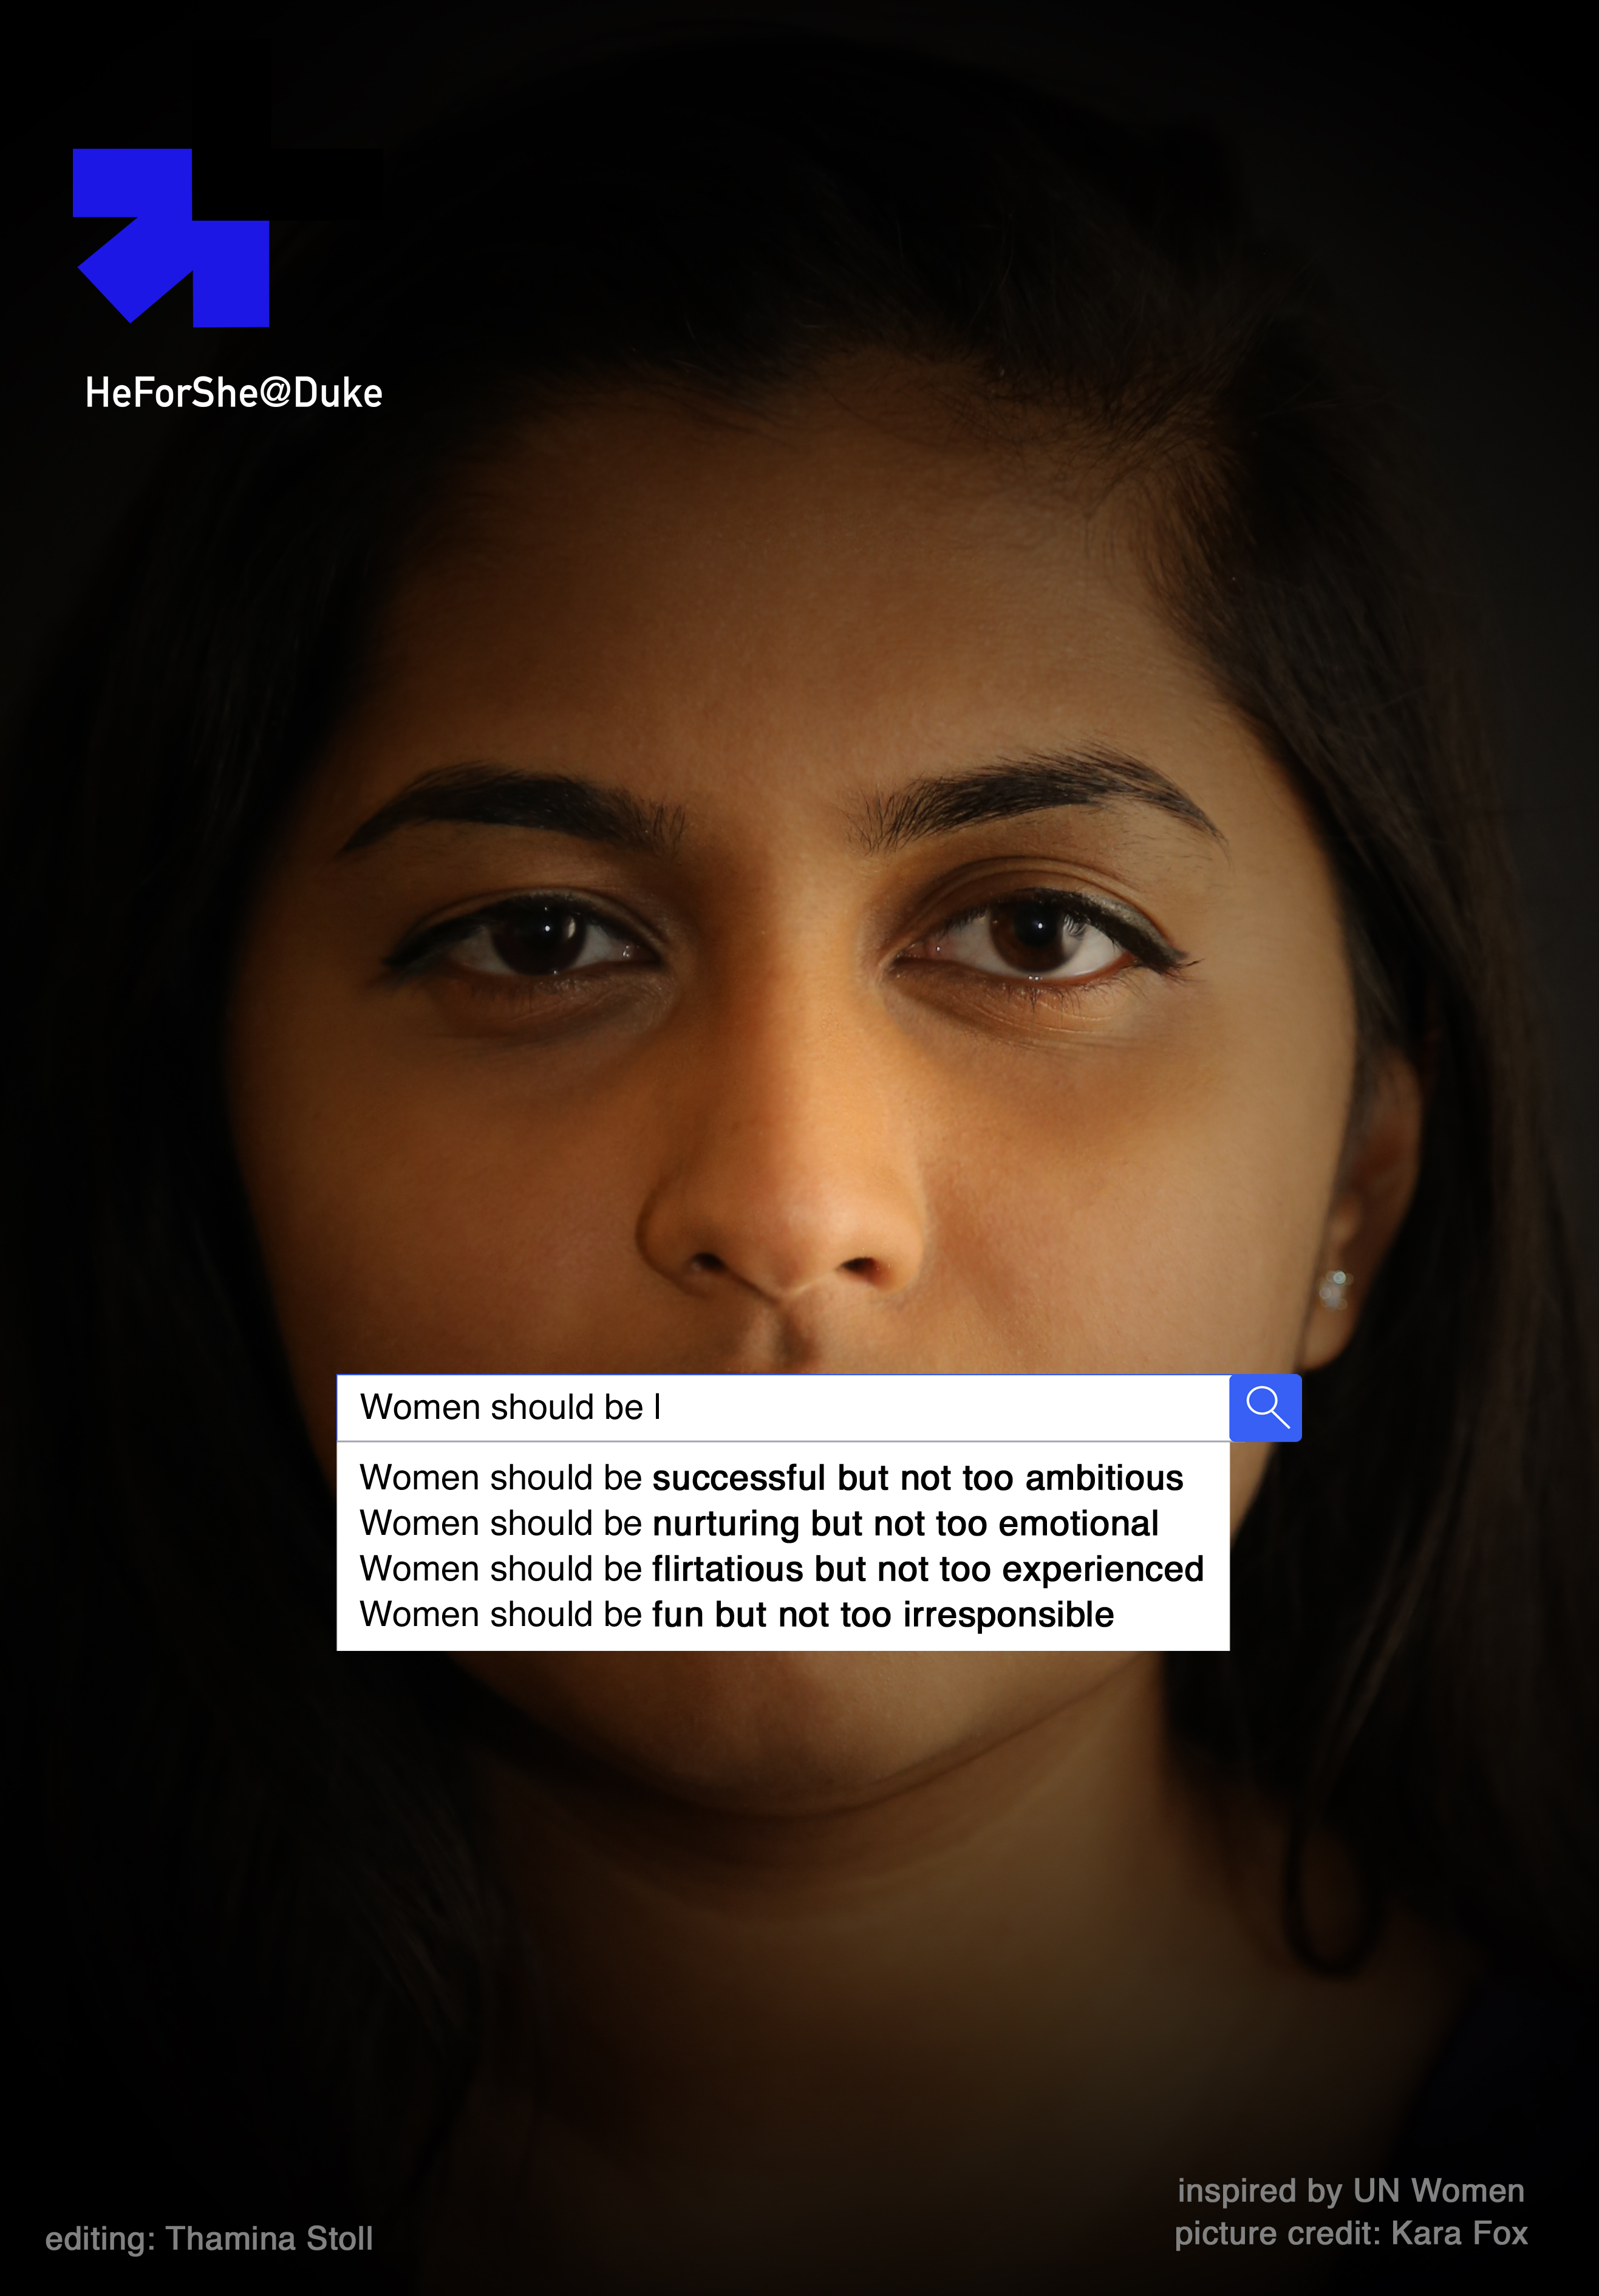 HeForShe@Duke
Women should be |
Women should be successful but not too ambitious
Women should be nurturing but not too emotional
Women should be flirtatious but not too experienced
Women should be fun but not too irresponsible
inspired by UN Women
picture credit: Kara Fox
editing: Thamina Stoll